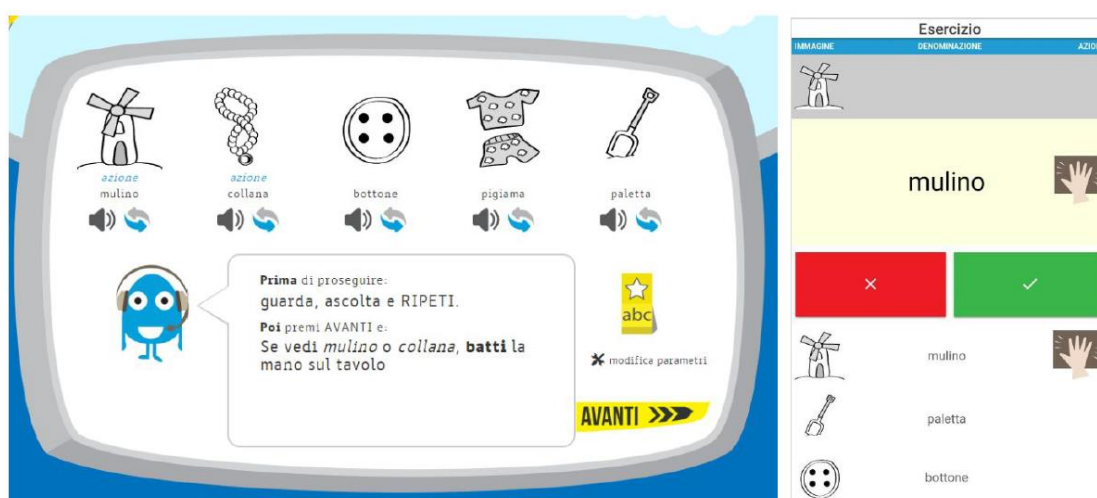 azione azione
mulino collana bottone pigiama paletta
Prima di proseguire:
guarda, ascolta e RIPETI.
Poi premi AVANTI e:
Se vedi mulino o collana, batti la
mano sul tavolo
abc
modifica parametri
AVANTI
Esercizio
IMMAGINE DENOMINAZIONE AZIO
mulino
mulino
paletta
bottone